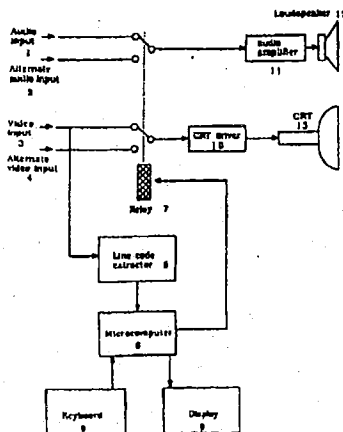 Loudspeaker 12
Audio
input
1
Alternate
audio input
2
audio
amplifier
11
Video
input
3
Alternate
video input
4
CRT driver
10
CRT
13
Relay 7
Line code
extractor 5
Microcomputer
6
Keyboard
9
Display
9